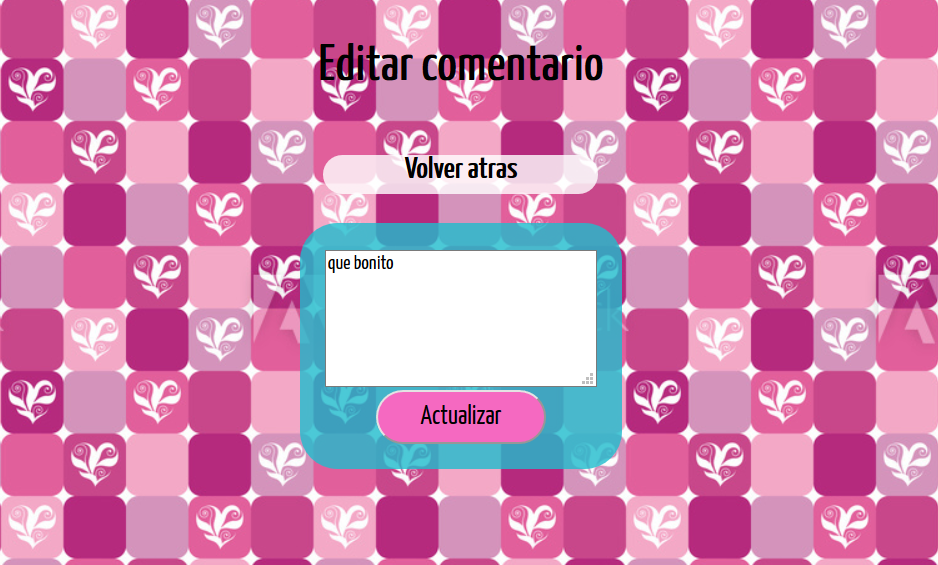 Editar comentario
Volver atras
que bonito
Actualizar